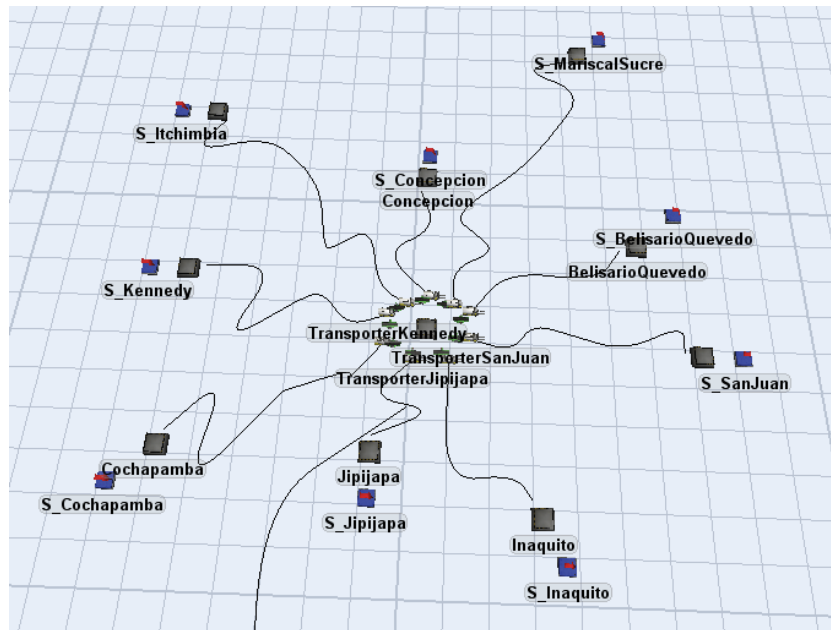 S_MariscalSucre
S_Itchimbia
S_Concepcion
Concepcion
S_BelisarioQuevedo
BelisarioQuevedo
S_Kennedy
TransporterKennedy
TransporterSanJuan
TransporterJipijapa
S_SanJuan
Cochapamba
S_Cochapamba
Jipijapa
S_Jipijapa
Inaquito
S_Inaquito